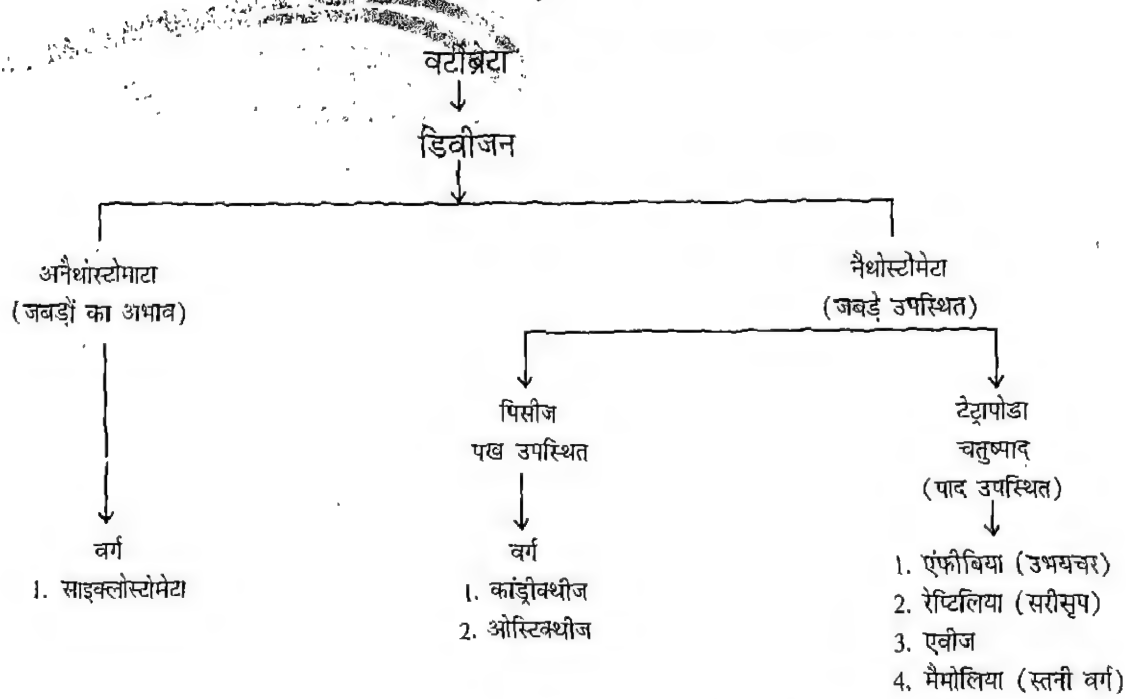 वर्टीब्रेटा
डिवीजन
अनैथोस्टोमाटा
(जबड़ों का अभाव)
नैथोस्टोमेटा
(जबड़े उपस्थित)
पिसीज
पख उपस्थित
टेट्रापोडा
चतुष्पाद्
(पाद उपस्थित)
वर्ग
1. साइक्लोस्टोमेटा
वर्ग
1. कांड्रीक्थीज
2. ओस्टिक्थीज
1. एंफीबिया (उभयचर)
2. रेप्टिलिया (सरीसृप)
3. एवीज
4. मैमोलिया (स्तनी वर्ग)